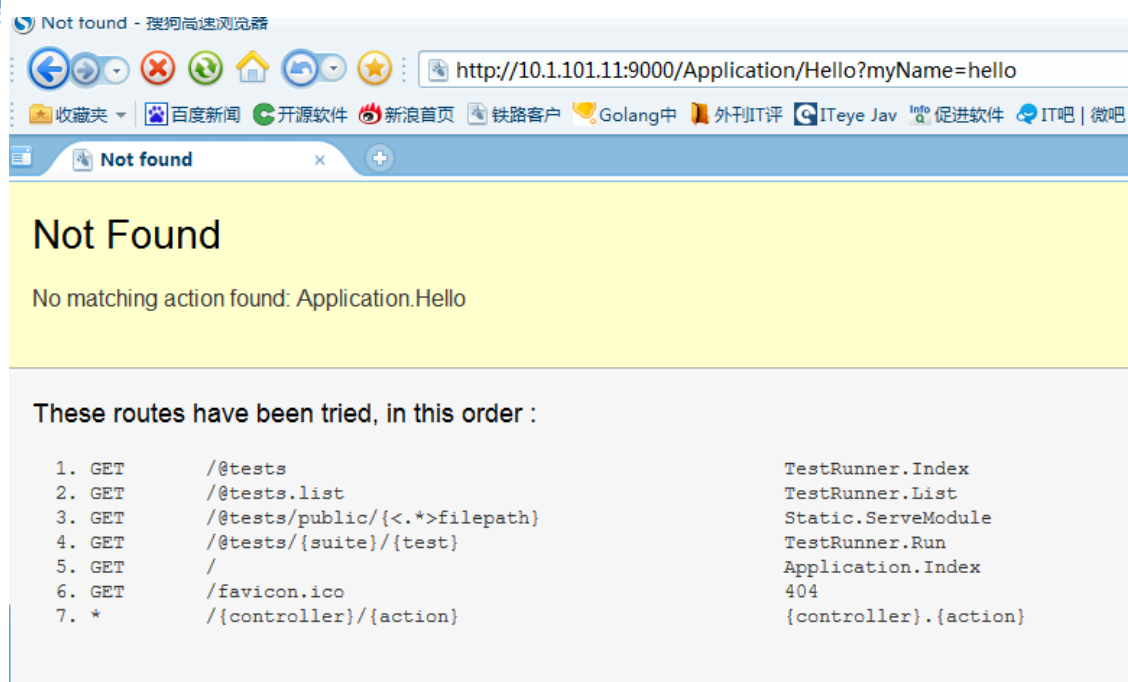 Not found - 搜狗高速浏览器
http://10.1.101.11:9000/Application/Hello?myName=hello
收藏夹 百度新闻 开源软件 新浪首页 铁路客户 Golang中 外刊IT评 ITeye Jav Info 促进软件 IT吧 | 微吧
Not found
Not Found
No matching action found: Application.Hello
These routes have been tried, in this order :
1. GET /@tests TestRunner.Index
2. GET /@tests.list TestRunner.List
3. GET /@tests/public/{<.*>filepath} Static.ServeModule
4. GET /@tests/{suite}/{test} TestRunner.Run
5. GET / Application.Index
6. GET /favicon.ico 404
7. * /{controller}/{action} {controller}.{action}